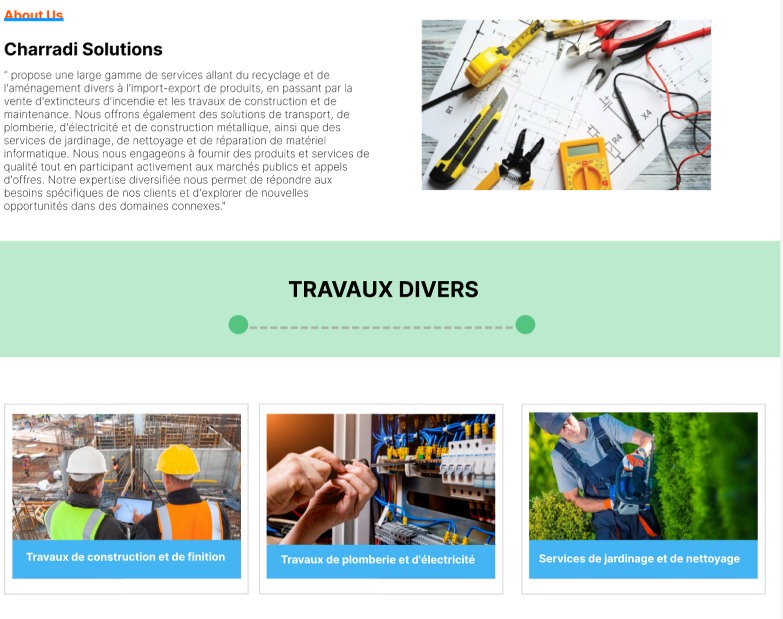 About Us
Charradi Solutions
" propose une large gamme de services allant du recyclage et de
l'aménagement divers à l'import-export de produits, en passant par la
vente d'extincteurs d'incendie et les travaux de construction et de
maintenance. Nous offrons également des solutions de transport, de
plomberie, d'électricité et de construction métallique, ainsi que des
services de jardinage, de nettoyage et de réparation de matériel
informatique. Nous nous engageons à fournir des produits et services de
qualité tout en participant activement aux marchés publics et appels
d'offres. Notre expertise diversifiée nous permet de répondre aux
besoins spécifiques de nos clients et d'explorer de nouvelles
opportunités dans des domaines connexes."
R1
X4
R4
TRAVAUX DIVERS
Travaux de construction et de finition
Travaux de plomberie et d'électricité
Services de jardinage et de nettoyage